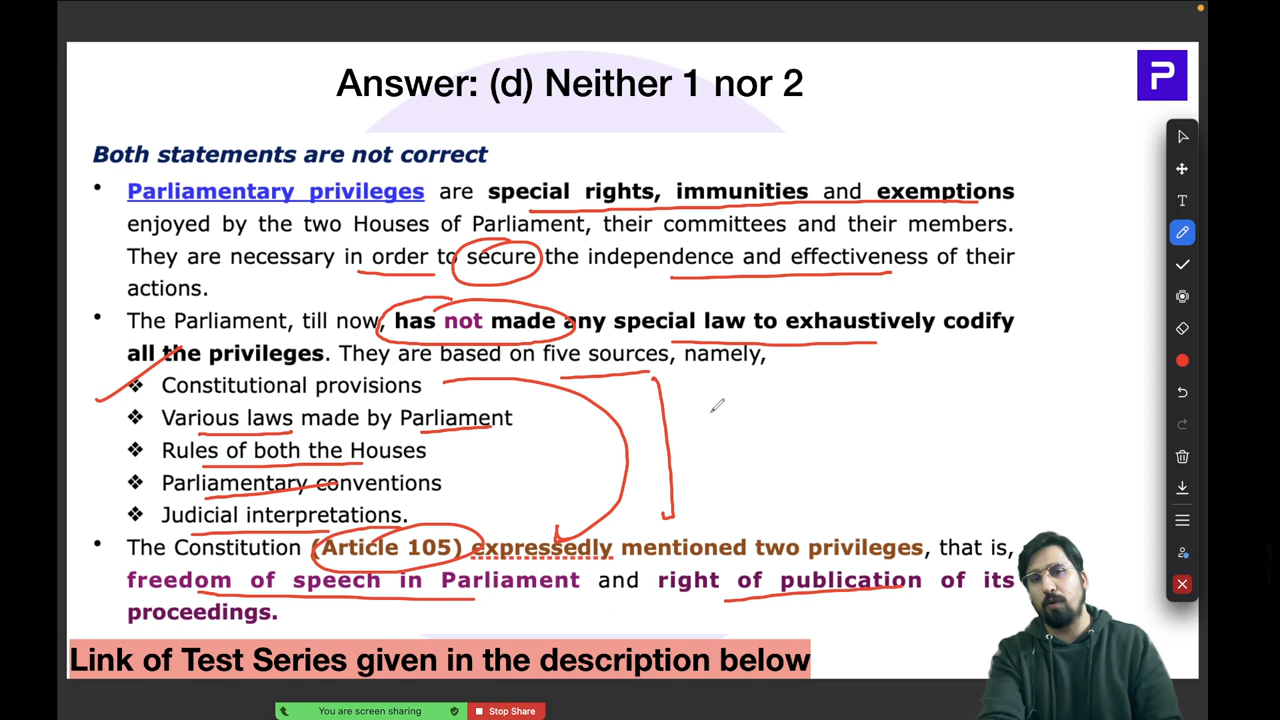 Answer: (d) Neither 1 nor 2
P
Both statements are not correct
• Parliamentary privileges are special rights, immunities and exemptions
enjoyed by the two Houses of Parliament, their committees and their members.
They are necessary in order to secure the independence and effectiveness of their
actions.
• The Parliament, till now, has not made any special law to exhaustively codify
all the privileges. They are based on five sources, namely,
❖ Constitutional provisions
❖ Various laws made by Parliament
❖ Rules of both the Houses
❖ Parliamentary conventions
❖ Judicial interpretations.
• The Constitution (Article 105) expressedly mentioned two privileges, that is,
freedom of speech in Parliament and right of publication of its
proceedings.
Link of Test Series given in the description below
You are screen sharing
Stop Share
T